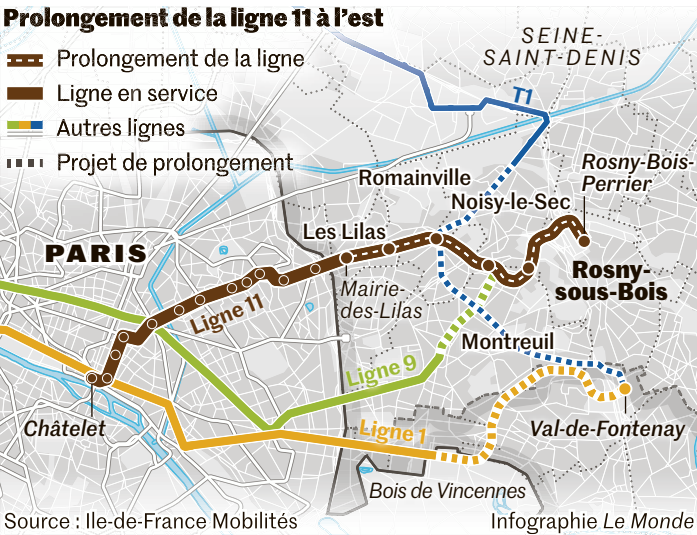 Prolongement de la ligne 11 à l’est
Prolongement de la ligne
Ligne en service
Autres lignes
Projet de prolongement
SEINE-
SAINT-DENIS
T1
Romainville
Noisy-le-Sec
Rosny-Bois-
Perrier
PARIS
Les Lilas
Rosny-
sous-Bois
Mairie-
des-Lilas
Ligne 11
Montreuil
Ligne 9
Châtelet
Ligne 1
Val-de-Fontenay
Bois de Vincennes
Source : Ile-de-France Mobilités
Infographie Le Monde